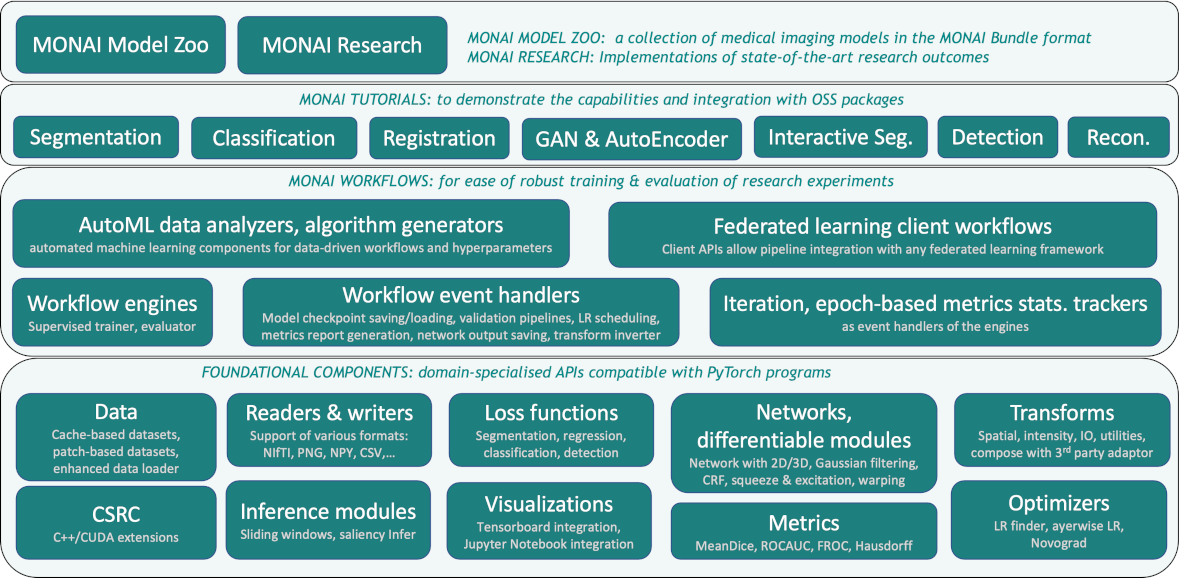 MONAI Model Zoo
MONAI Research
MONAI MODEL ZOO: a collection of medical imaging models in the MONAI Bundle format
MONAI RESEARCH: Implementations of state-of-the-art research outcomes
MONAI TUTORIALS: to demonstrate the capabilities and integration with OSS packages
Segmentation
Classification
Registration
GAN & AutoEncoder
Interactive Seg.
Detection
Recon.
MONAI WORKFLOWS: for ease of robust training & evaluation of research experiments
AutoML data analyzers, algorithm generators
automated machine learning components for data-driven workflows and hyperparameters
Federated learning client workflows
Client APIs allow pipeline integration with any federated learning framework
Workflow engines
Supervised trainer, evaluator
Workflow event handlers
Model checkpoint saving/loading, validation pipelines, LR scheduling,
metrics report generation, network output saving, transform inverter
Iteration, epoch-based metrics stats. trackers
as event handlers of the engines
FOUNDATIONAL COMPONENTS: domain-specialised APIs compatible with PyTorch programs
Data
Cache-based datasets,
patch-based datasets,
enhanced data loader
Readers & writers
Support of various formats:
NIfTI, PNG, NPY, CSV,...
Loss functions
Segmentation, regression,
classification, detection
Networks,
differentiable modules
Network with 2D/3D, Gaussian filtering,
CRF, squeeze & excitation, warping
Transforms
Spatial, intensity, IO, utilities,
compose with 3rd party adaptor
CSRC
C++/CUDA extensions
Inference modules
Sliding windows, saliency Infer
Visualizations
Tensorboard integration,
Jupyter Notebook integration
Metrics
MeanDice, ROCAUC, FROC, Hausdorff
Optimizers
LR finder, ayerwise LR,
Novograd